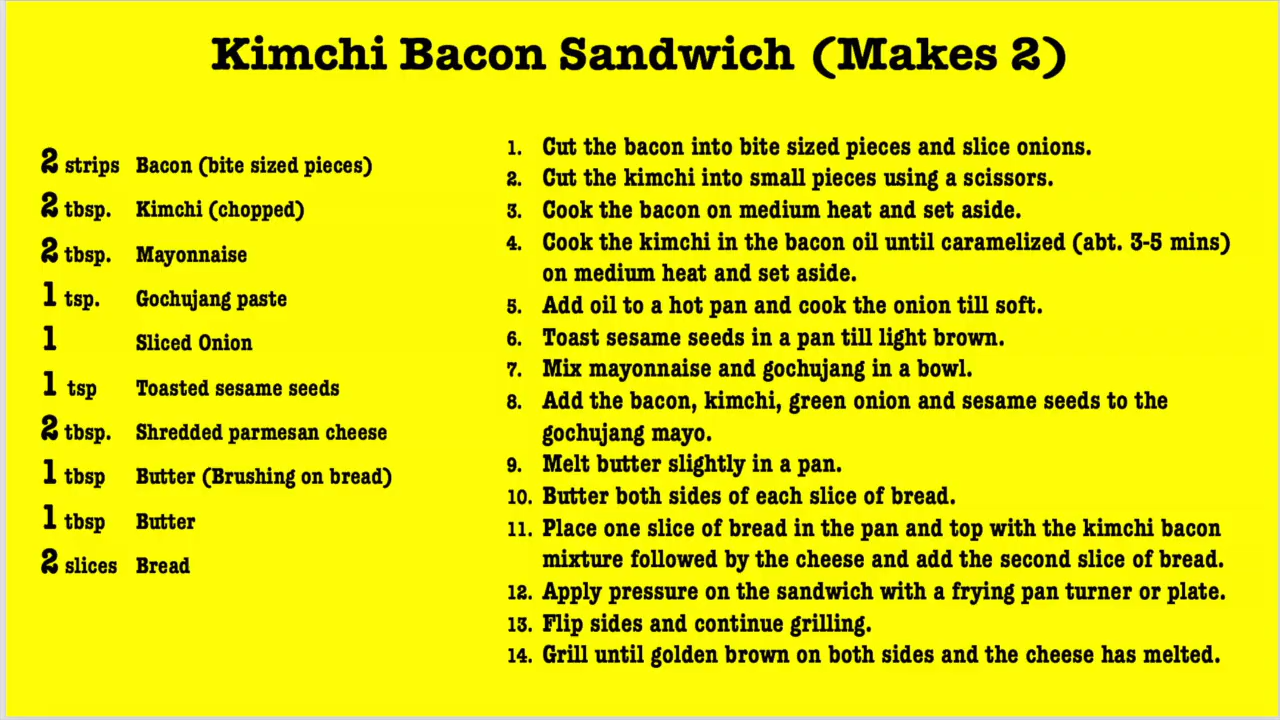 Kimchi Bacon Sandwich (Makes 2)
2 strips Bacon (bite sized pieces)
2 tbsp. Kimchi (chopped)
2 tbsp. Mayonnaise
1 tsp. Gochujang paste
1 Sliced Onion
1 tsp Toasted sesame seeds
2 tbsp. Shredded parmesan cheese
1 tbsp Butter (Brushing on bread)
1 tbsp Butter
2 slices Bread
1. Cut the bacon into bite sized pieces and slice onions.
2. Cut the kimchi into small pieces using a scissors.
3. Cook the bacon on medium heat and set aside.
4. Cook the kimchi in the bacon oil until caramelized (abt. 3-5 mins)
on medium heat and set aside.
5. Add oil to a hot pan and cook the onion till soft.
6. Toast sesame seeds in a pan till light brown.
7. Mix mayonnaise and gochujang in a bowl.
8. Add the bacon, kimchi, green onion and sesame seeds to the
gochujang mayo.
9. Melt butter slightly in a pan.
10. Butter both sides of each slice of bread.
11. Place one slice of bread in the pan and top with the kimchi bacon
mixture followed by the cheese and add the second slice of bread.
12. Apply pressure on the sandwich with a frying pan turner or plate.
13. Flip sides and continue grilling.
14. Grill until golden brown on both sides and the cheese has melted.